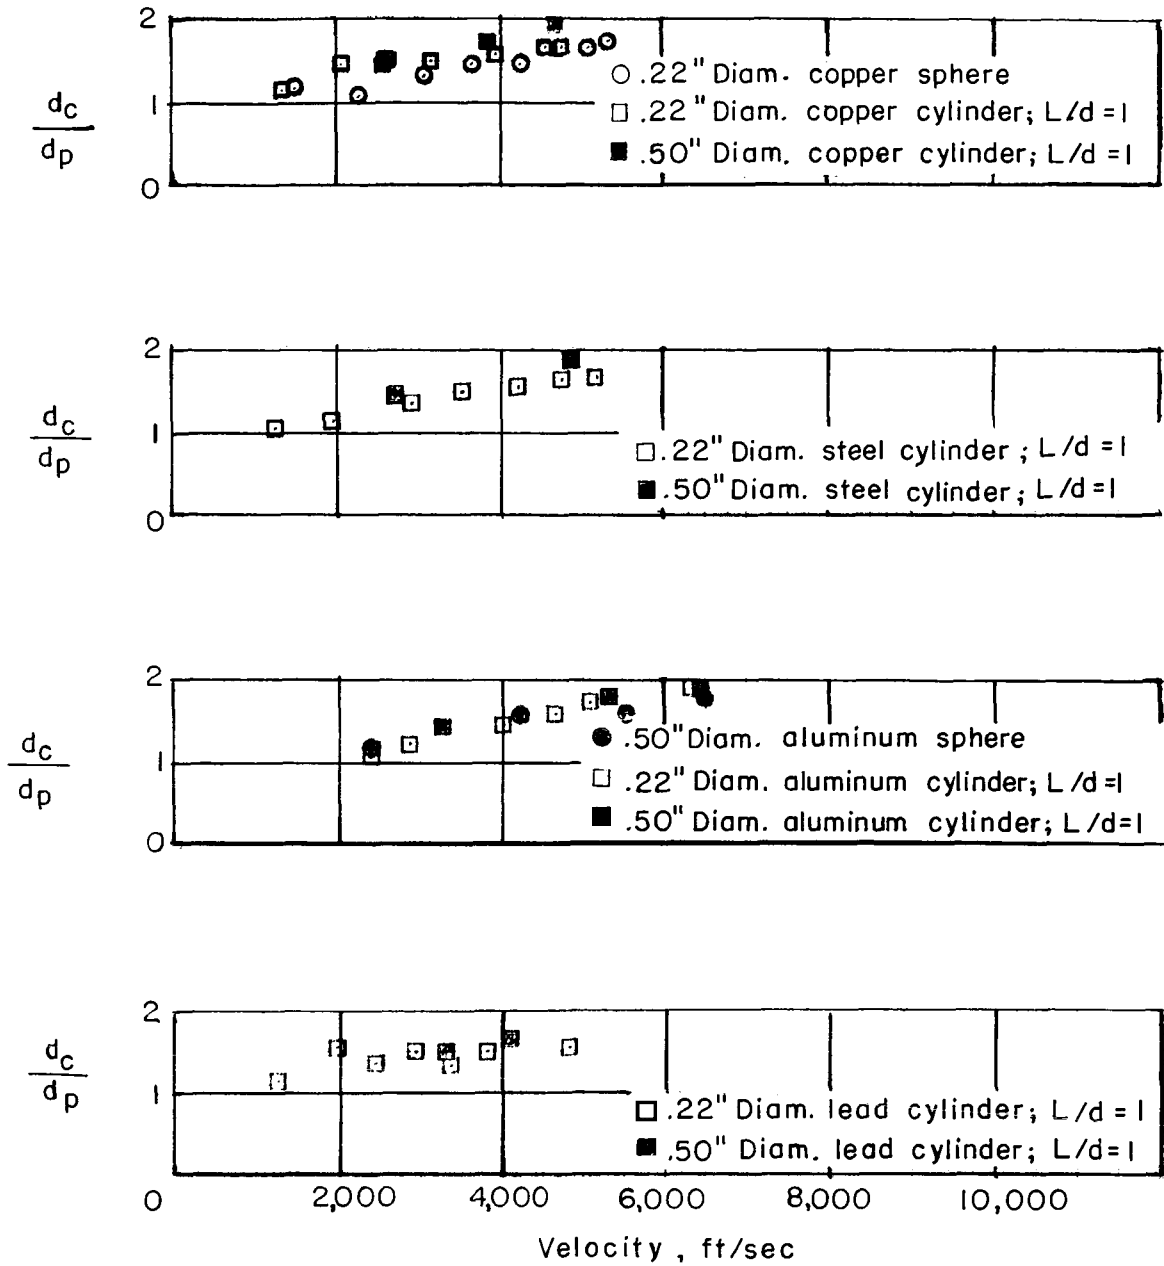 2
1
0
dc
dp
○ .22" Diam. copper sphere
□ .22" Diam. copper cylinder; L/d = 1
■ .50" Diam. copper cylinder; L/d = 1
2
1
0
dc
dp
□ .22" Diam. steel cylinder ; L/d = 1
■ .50" Diam. steel cylinder ; L/d = 1
2
1
0
dc
dp
● .50" Diam. aluminum sphere
□ .22" Diam. aluminum cylinder; L/d = 1
■ .50" Diam. aluminum cylinder; L/d = 1
2
1
0
dc
dp
□ .22" Diam. lead cylinder; L/d = 1
■ .50" Diam. lead cylinder; L/d = 1
2,000 4,000 6,000 8,000 10,000
Velocity , ft/sec